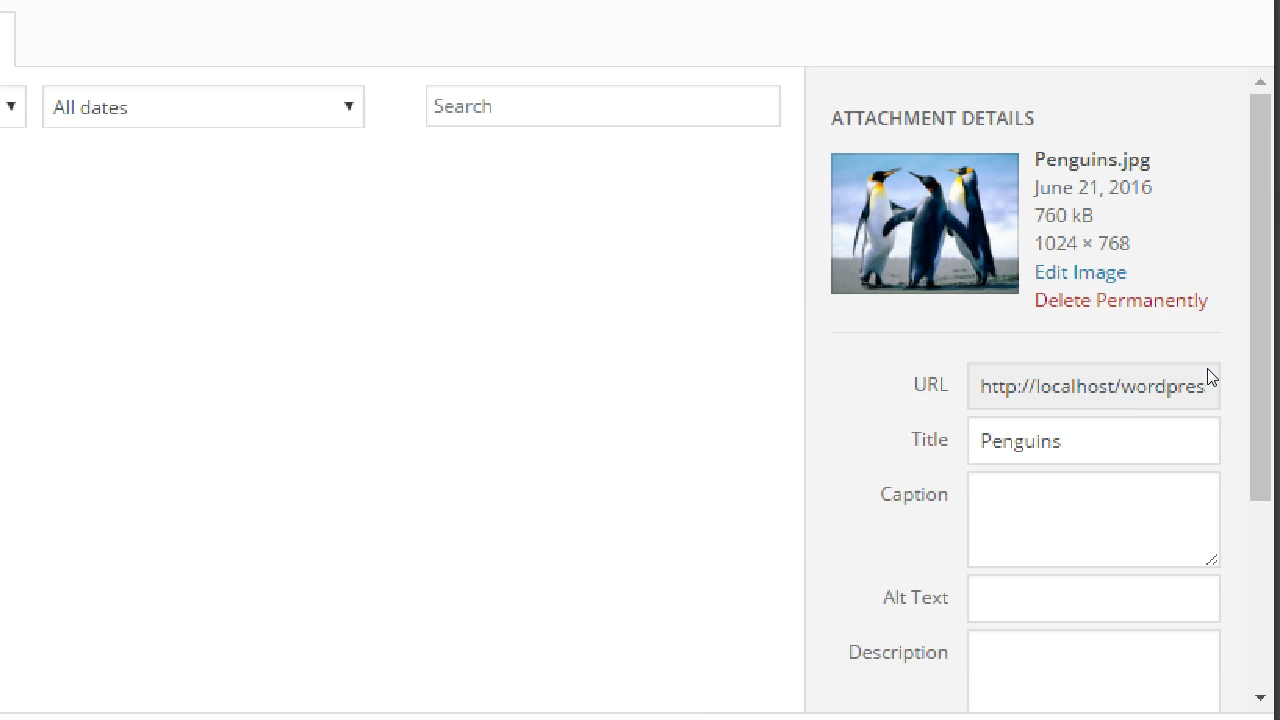 All dates
Search
ATTACHMENT DETAILS
Penguins.jpg
June 21, 2016
760 kB
1024 × 768
Edit Image
Delete Permanently
URL
http://localhost/wordpres
Title
Penguins
Caption
Alt Text
Description